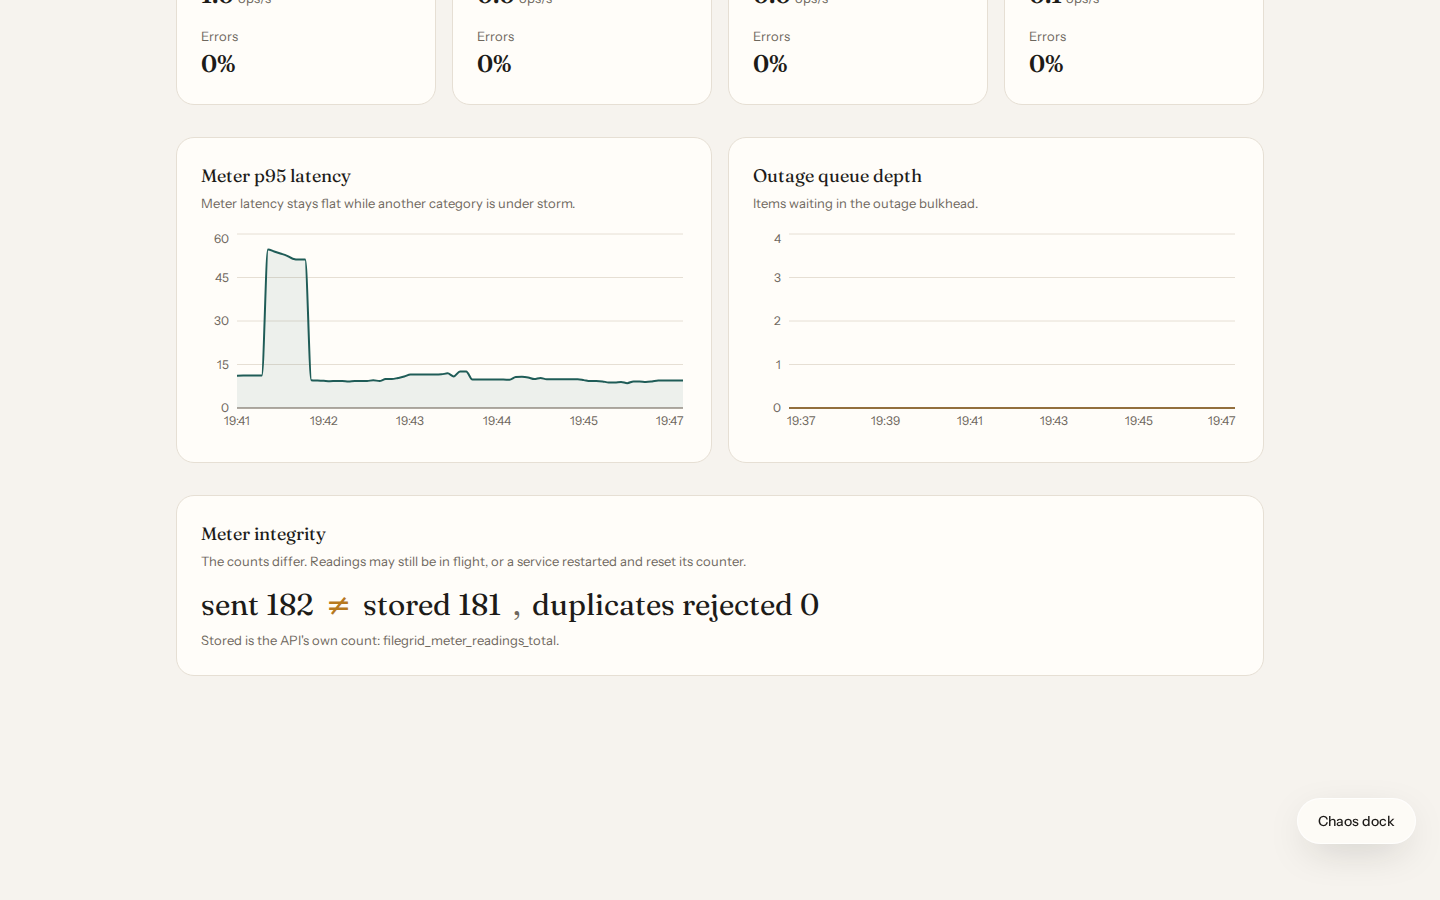 Errors Errors Errors Errors
0% 0% 0% 0%
Meter p95 latency
Meter latency stays flat while another category is under storm.
60
45
30
15
0
19:41 19:42 19:43 19:44 19:45 19:47
Outage queue depth
Items waiting in the outage bulkhead.
4
3
2
1
0
19:37 19:39 19:41 19:43 19:45 19:47
Meter integrity
The counts differ. Readings may still be in flight, or a service restarted and reset its counter.
sent 182 ≠ stored 181 , duplicates rejected 0
Stored is the API's own count: filegrid_meter_readings_total.
Chaos dock